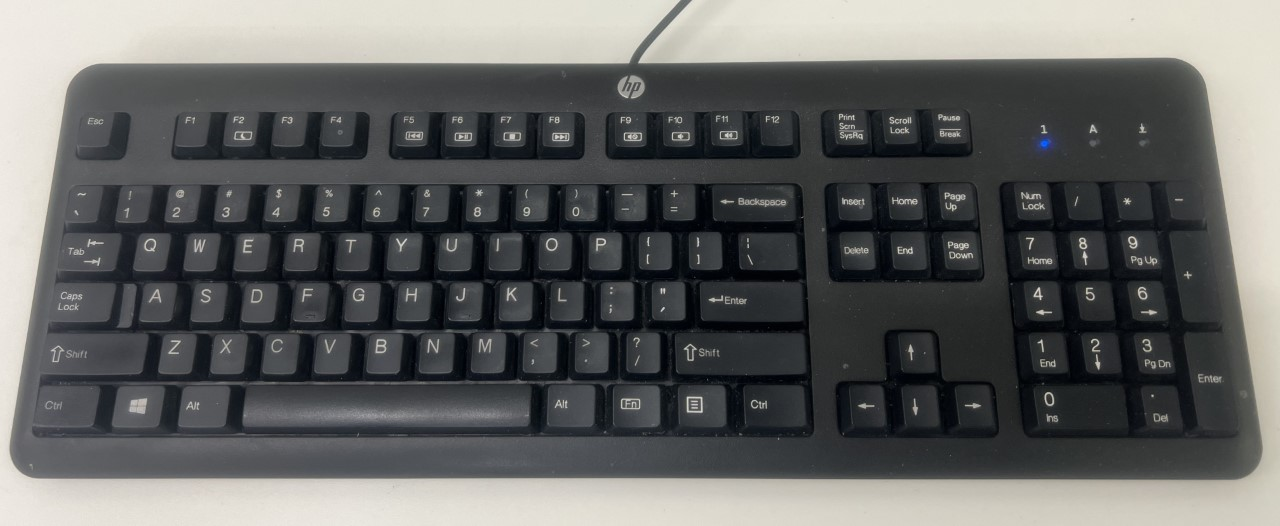 hp
Esc F1 F2 F3 F4 F5 F6 F7 F8 F9 F10 F11 F12 Print Scrn SysRq Scroll Lock Pause Break 1 A
~ ` ! 1 @ 2 # 3 $ 4 % 5 ^ 6 & 7 * 8 ( 9 ) 0 — - + = ← Backspace Insert Home Page Up Num Lock / * -
Tab Q W E R T Y U I O P { [ } ] ¦ \ Delete End Page Down 7 Home 8 ↑ 9 Pg Up +
Caps Lock A S D F G H J K L : ; " ' ↵ Enter 4 ← 5 6 →
⇧ Shift Z X C V B N M < , > . ? / ⇧ Shift ↑ 1 End 2 ↓ 3 Pg Dn Enter
Ctrl Alt Alt Fn Ctrl ← ↓ → 0 Ins . Del